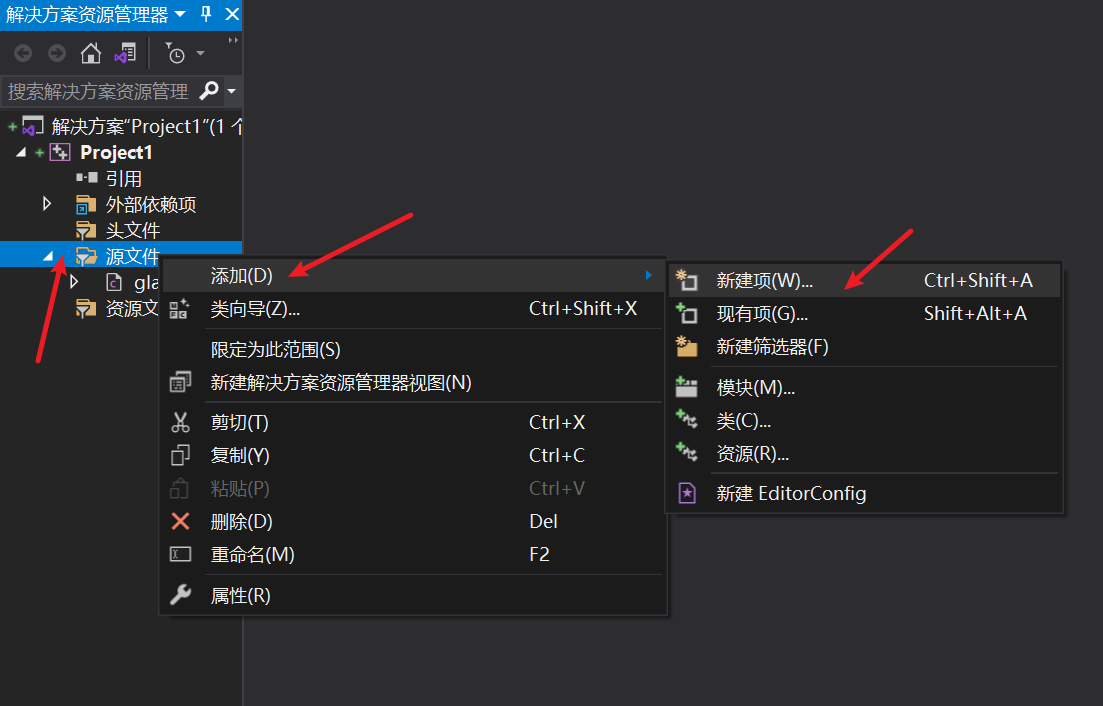 解决方案资源管理器
搜索解决方案资源管理
解决方案"Project1"(1 个
Project1
引用
外部依赖项
头文件
源文件
gla
资源文
添加(D)
类向导(Z)... Ctrl+Shift+X
限定为此范围(S)
新建解决方案资源管理器视图(N)
剪切(T) Ctrl+X
复制(Y) Ctrl+C
粘贴(P) Ctrl+V
删除(D) Del
重命名(M) F2
属性(R)
新建项(W)... Ctrl+Shift+A
现有项(G)... Shift+Alt+A
新建筛选器(F)
模块(M)...
类(C)...
资源(R)...
新建 EditorConfig